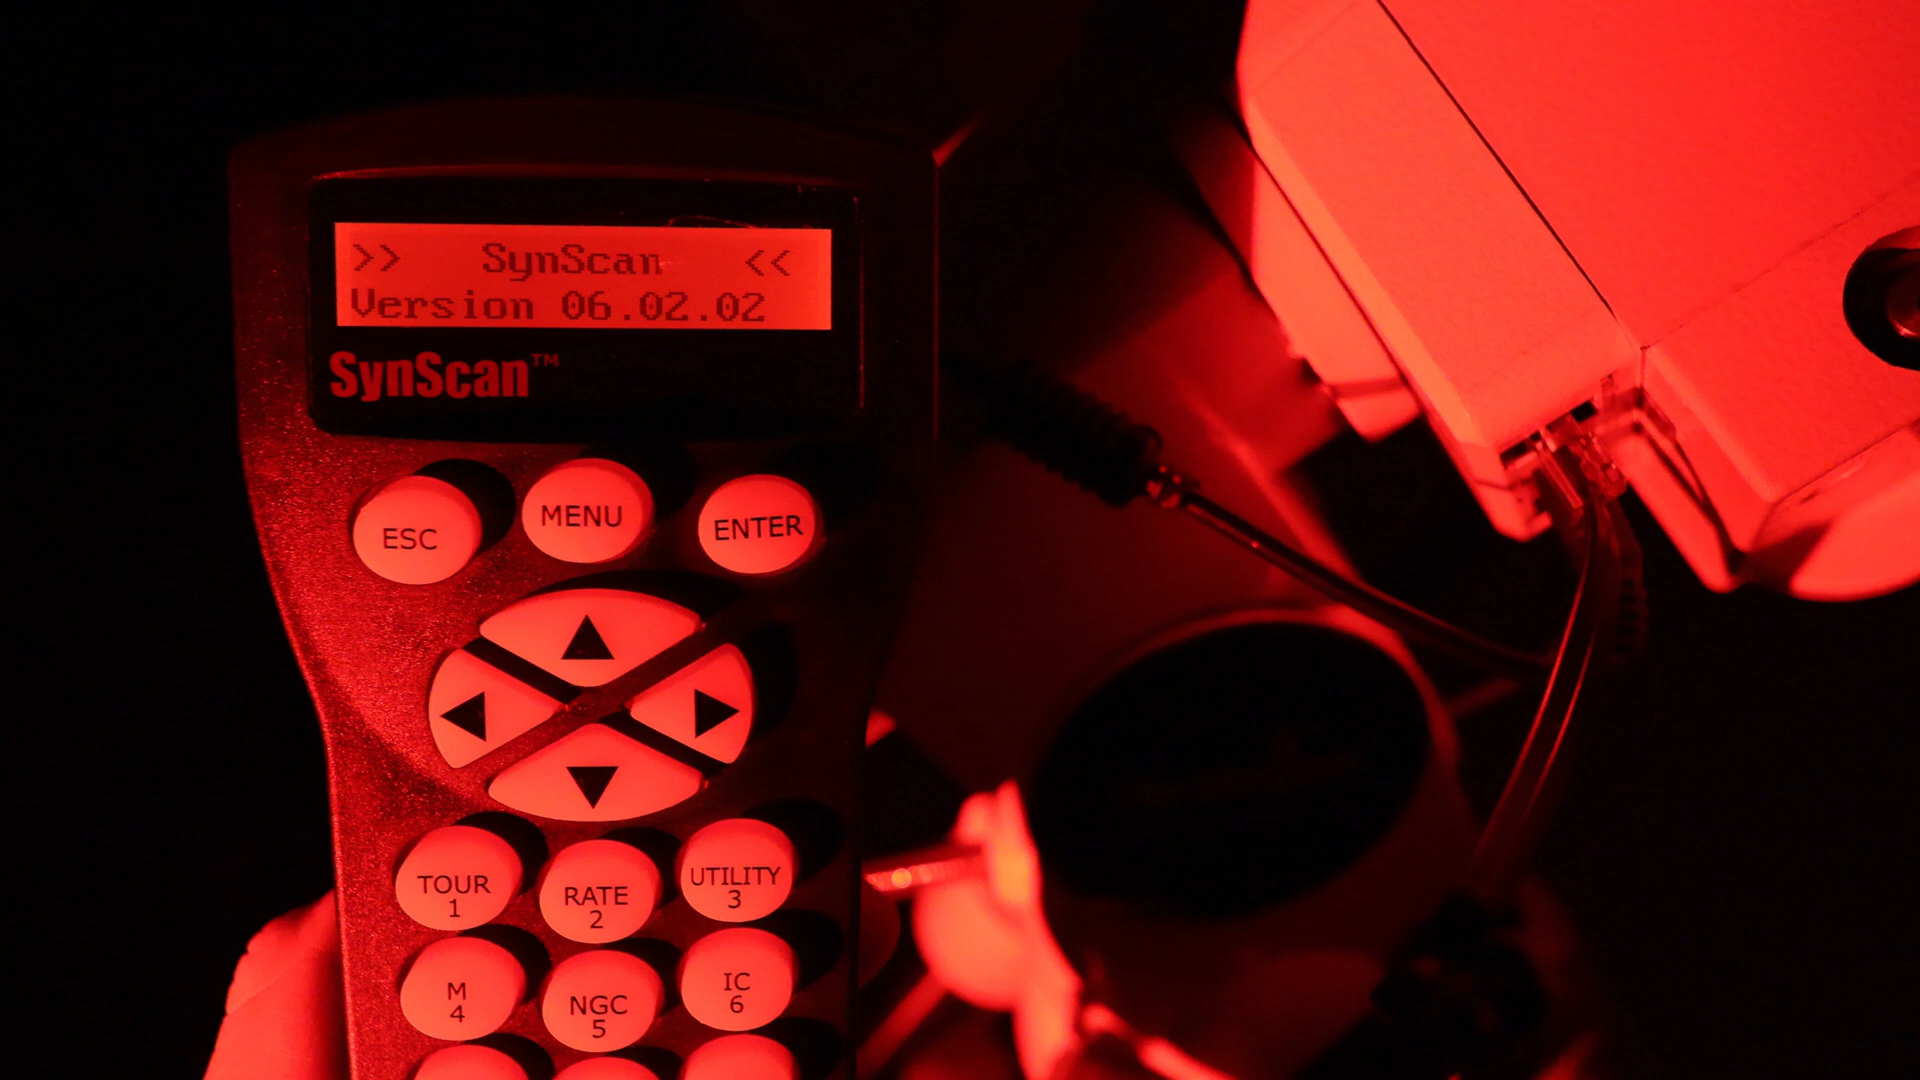 >> SynScan <<
Version 06.02.02
SynScan™
ESC MENU ENTER
TOUR RATE UTILITY
1 2 3
M NGC IC
4 5 6